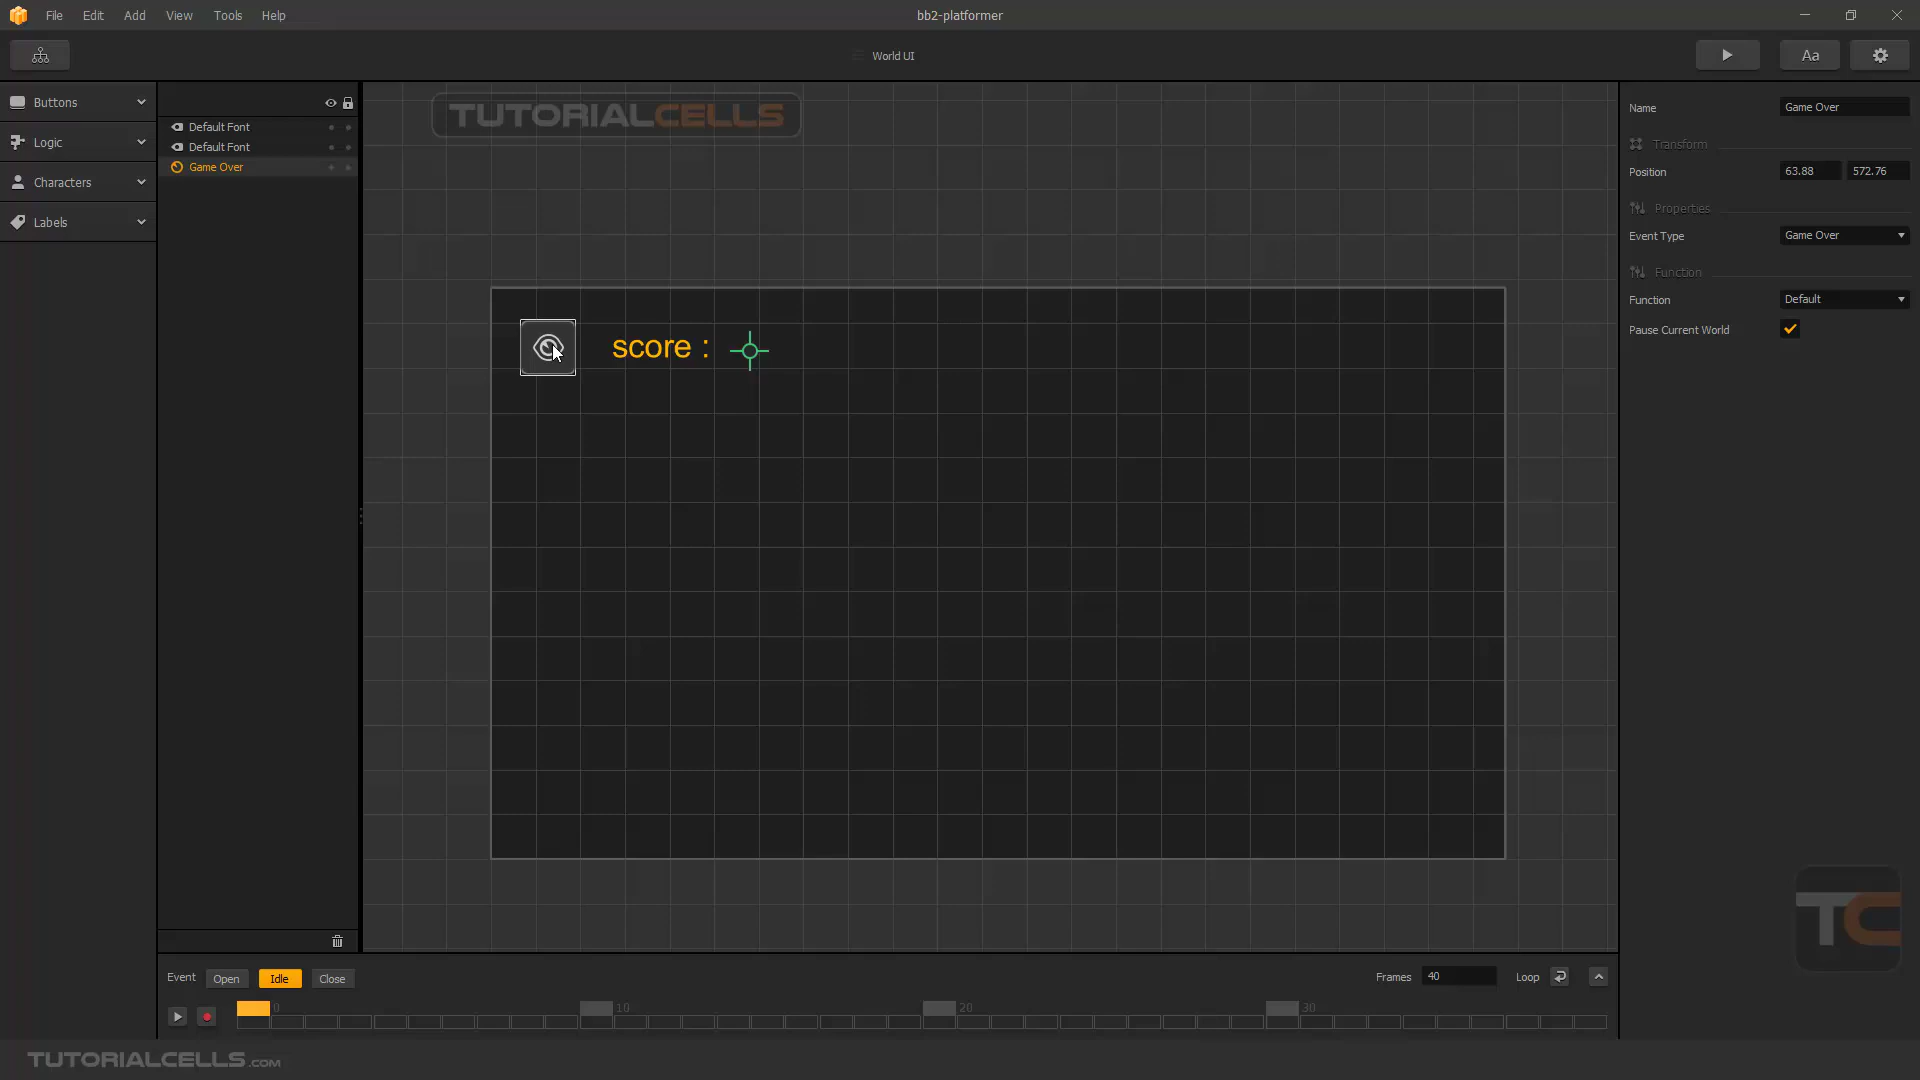 File Edit Add View Tools Help
bb2-platformer
World UI
Aa
Buttons
Logic
Characters
Labels
Default Font
Default Font
Game Over
TUTORIALCELLS
score :
Name Game Over
Transform
Position 63.88 572.76
Properties
Event Type Game Over
Function
Function Default
Pause Current World
Event Open Idle Close
Frames 40 Loop
0 10 20 30
TC
TUTORIALCELLS.COM